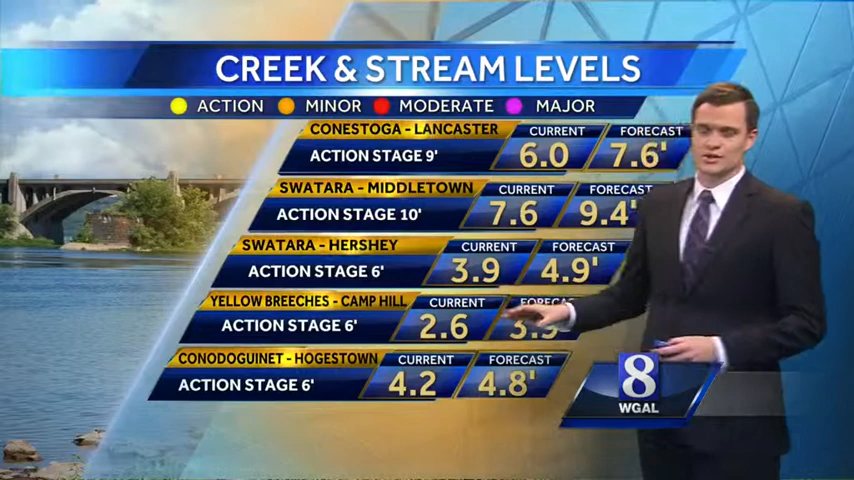 CREEK & STREAM LEVELS
ACTION MINOR MODERATE MAJOR
CONESTOGA - LANCASTER CURRENT FORECAST
ACTION STAGE 9' 6.0 7.6'
SWATARA - MIDDLETOWN CURRENT FORECAST
ACTION STAGE 10' 7.6 9.4'
SWATARA - HERSHEY CURRENT FORECAST
ACTION STAGE 6' 3.9 4.9'
YELLOW BREECHES - CAMP HILL CURRENT FORECAST
ACTION STAGE 6' 2.6
CONODOGUINET - HOGESTOWN CURRENT FORECAST
ACTION STAGE 6' 4.2 4.8'
8
WGAL